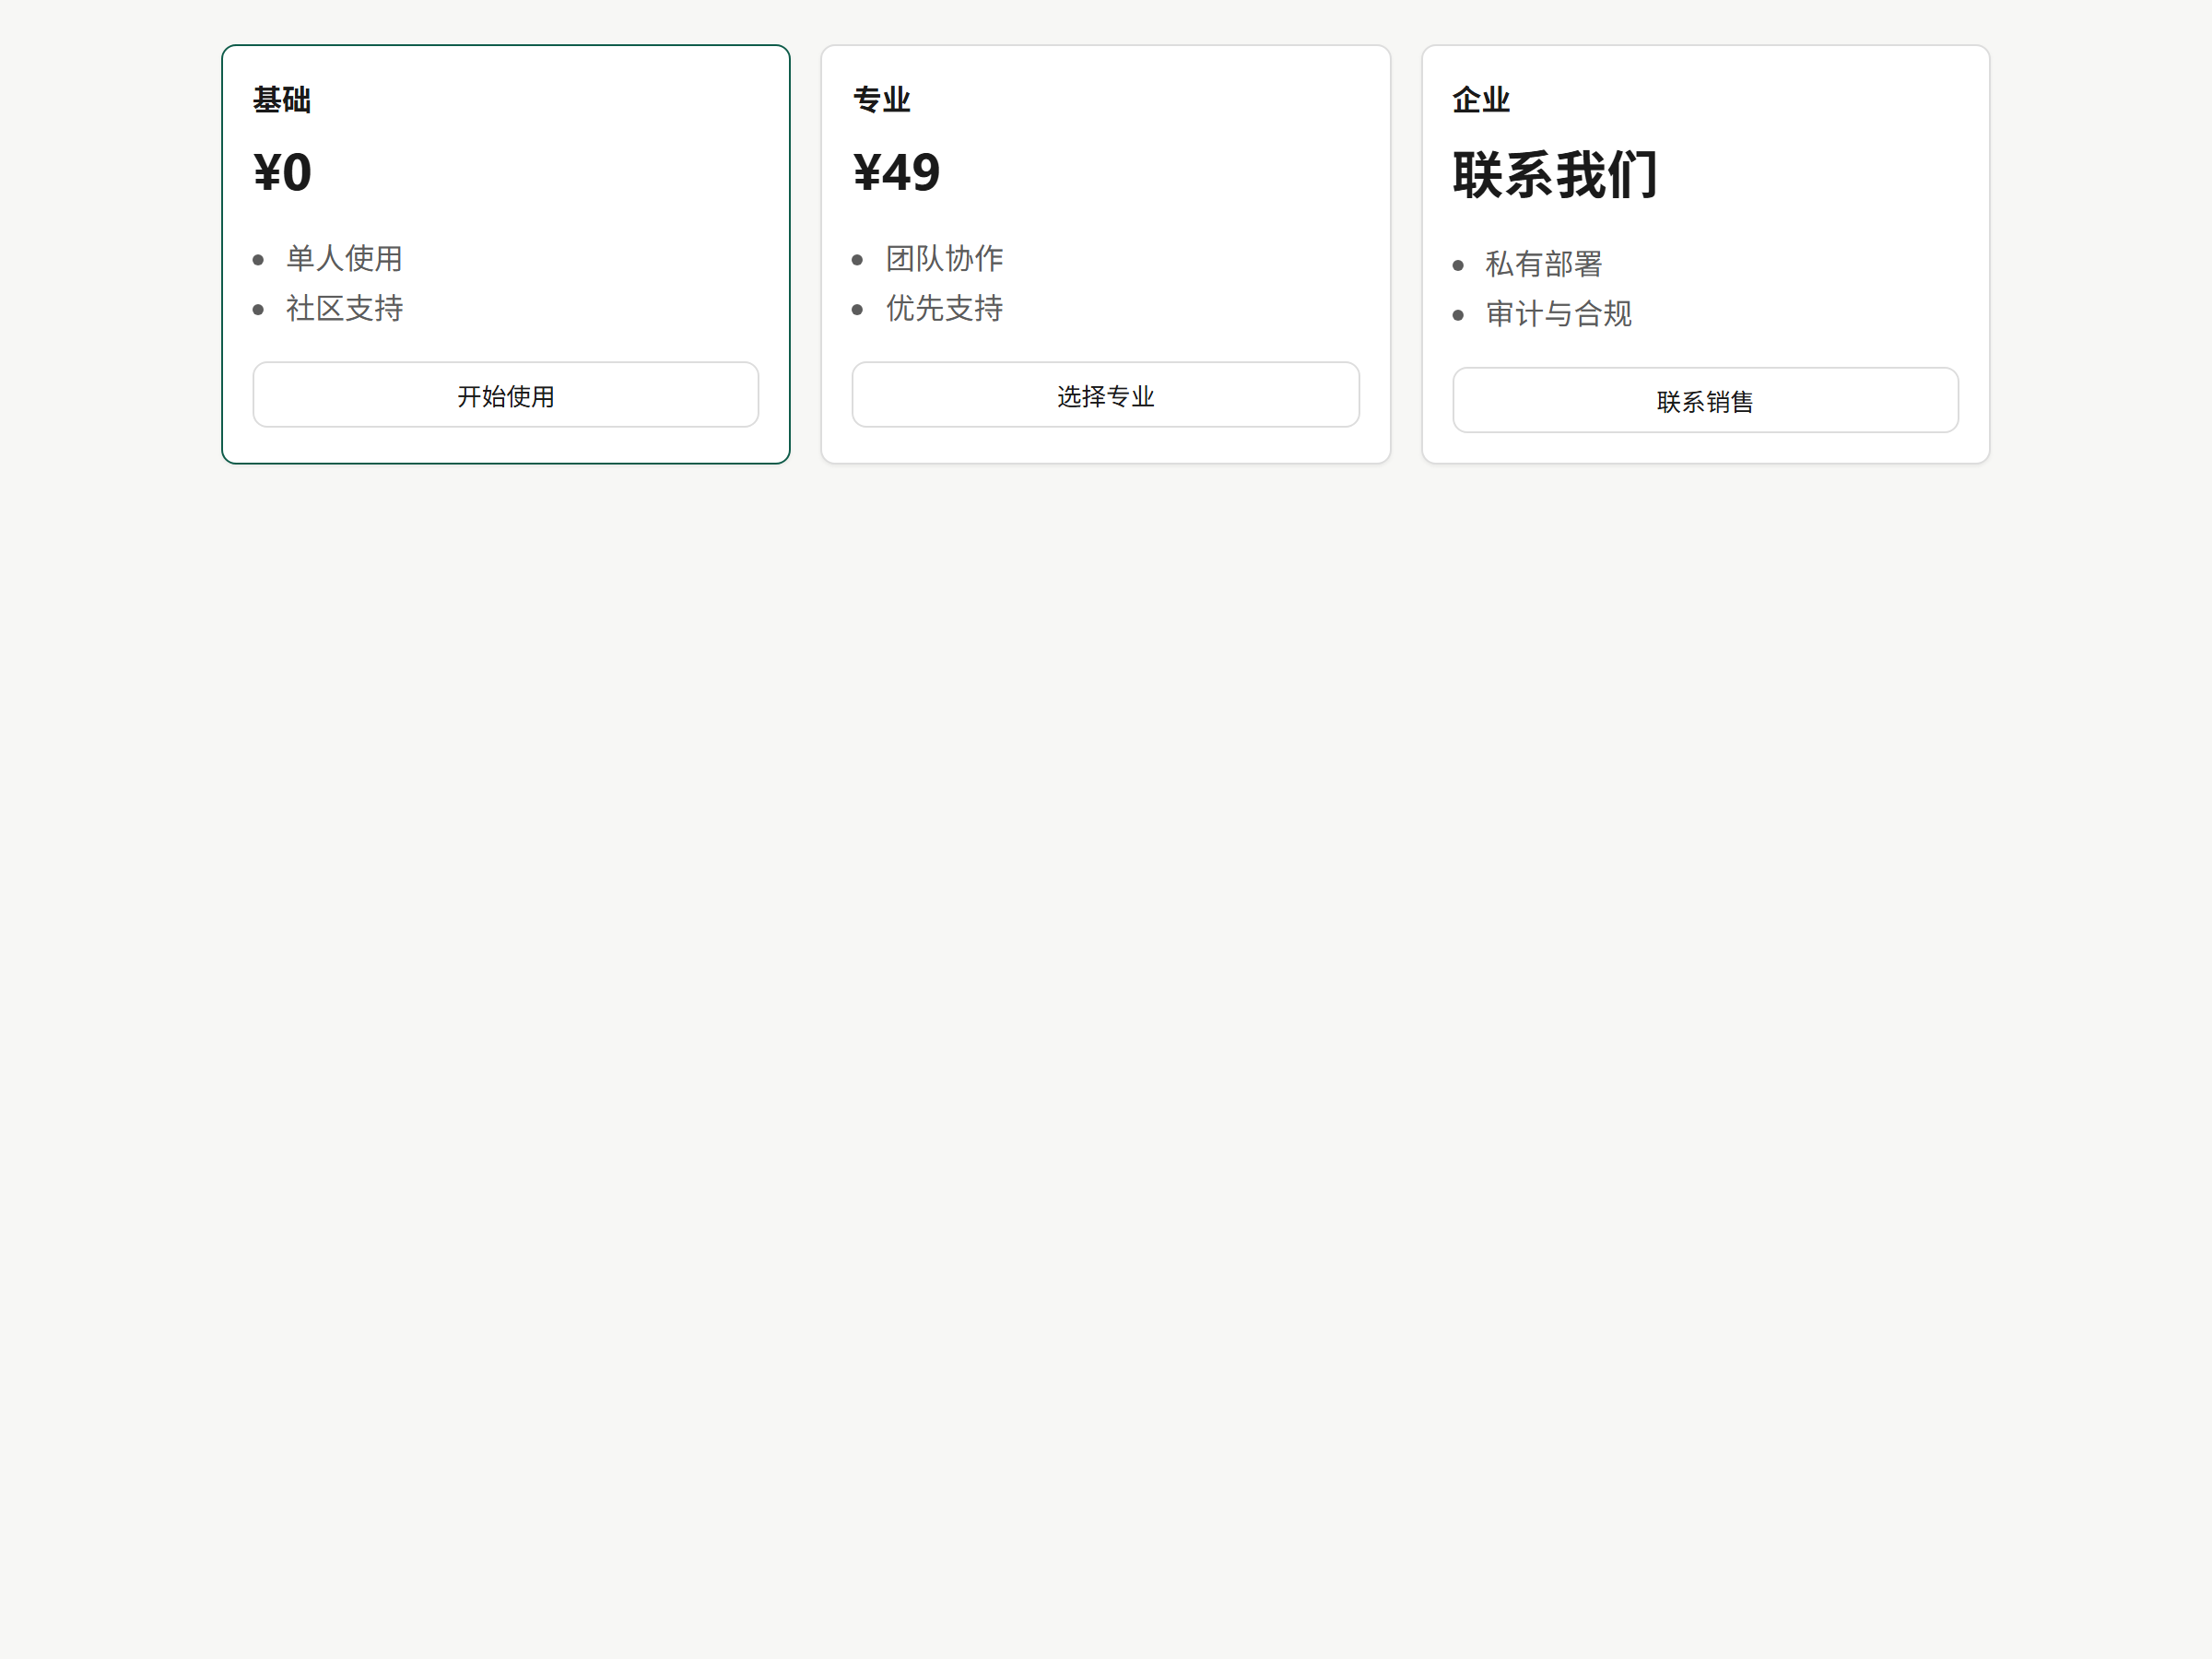 基础
¥0
单人使用
社区支持
开始使用
专业
¥49
团队协作
优先支持
选择专业
企业
联系我们
私有部署
审计与合规
联系销售